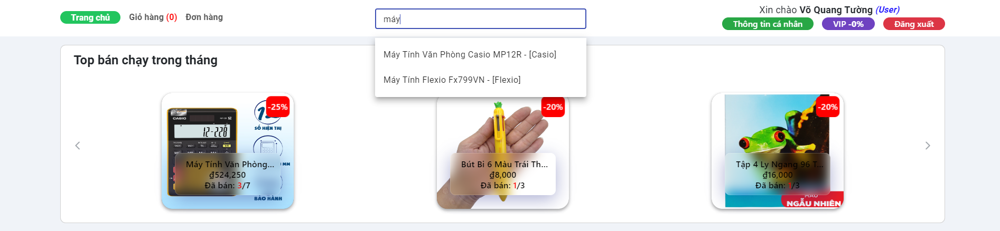 Trang chủ
Giỏ hàng (0)
Đơn hàng
máy
Xin chào Võ Quang Tường (User)
Thông tin cá nhân
VIP -0%
Đăng xuất
Máy Tính Văn Phòng Casio MP12R - [Casio]
Máy Tính Flexio Fx799VN - [Flexio]
Top bán chạy trong tháng
-25%
CASIO
SỐ HIỆN THỊ
12-228
MM
Máy Tính Văn Phòng...
₫524,250
Đã bán: 3/7
BẢO HÀNH
-20%
Bút Bi 6 Màu Trái Th...
₫8,000
Đã bán: 1/3
-20%
Tập 4 Ly Ngang 96 T...
₫16,000
Đã bán: 1/3
MÀU
NGẪU NHIÊN